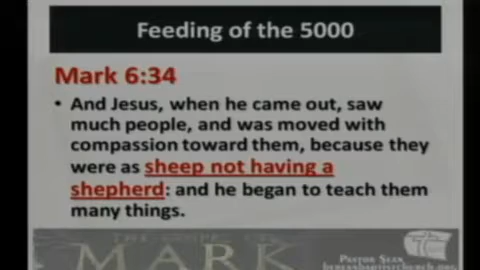 Feeding of the 5000
Mark 6:34
• And Jesus, when he came out, saw
much people, and was moved with
compassion toward them, because they
were as sheep not having a
shepherd: and he began to teach them
many things.
MARK
PASTOR SEAN
bereanbaptistchurch.org